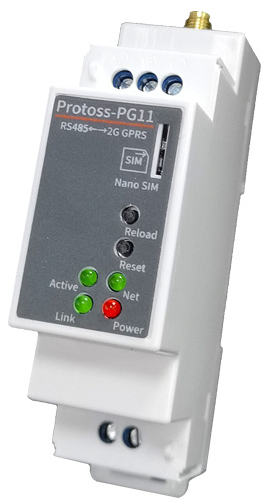 Protoss-PG11
RS485←→2G GPRS
SIM
Nano SIM
Reload
Reset
Active
Net
Link
Power